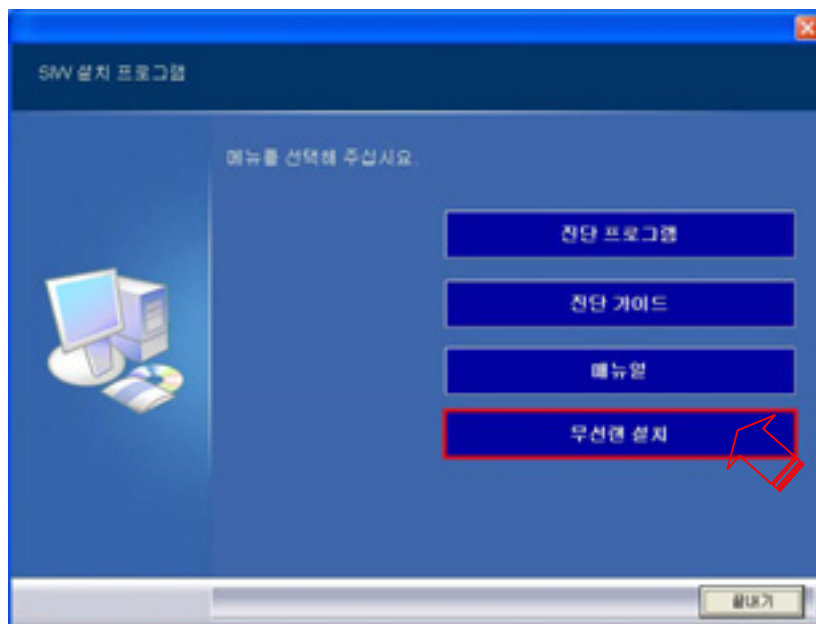 SIW 설치 프로그램
메뉴를 선택해 주십시요.
진단 프로그램
진단 가이드
매뉴얼
무선랜 설치
끝내기